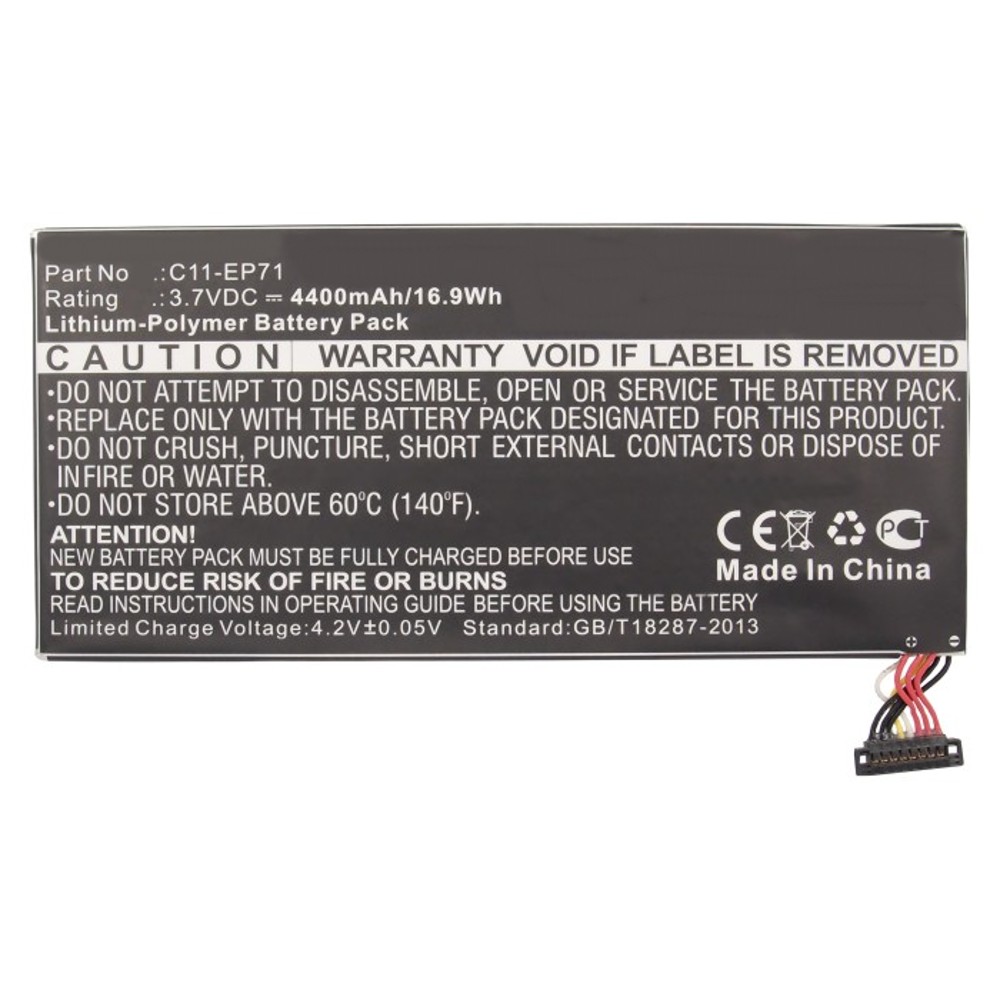 Part No .: C11-EP71
Rating .: 3.7VDC ⎓ 4400mAh/16.9Wh
Lithium-Polymer Battery Pack
CAUTION WARRANTY VOID IF LABEL IS REMOVED
•DO NOT ATTEMPT TO DISASSEMBLE, OPEN OR SERVICE THE BATTERY PACK.
•REPLACE ONLY WITH THE BATTERY PACK DESIGNATED FOR THIS PRODUCT.
•DO NOT CRUSH, PUNCTURE, SHORT EXTERNAL CONTACTS OR DISPOSE OF
INFIRE OR WATER.
•DO NOT STORE ABOVE 60°C (140°F).
ATTENTION!
NEW BATTERY PACK MUST BE FULLY CHARGED BEFORE USE
TO REDUCE RISK OF FIRE OR BURNS
READ INSTRUCTIONS IN OPERATING GUIDE BEFORE USING THE BATTERY
Limited Charge Voltage:4.2V±0.05V Standard:GB/T18287-2013
CE PCT
Made In China
+ -